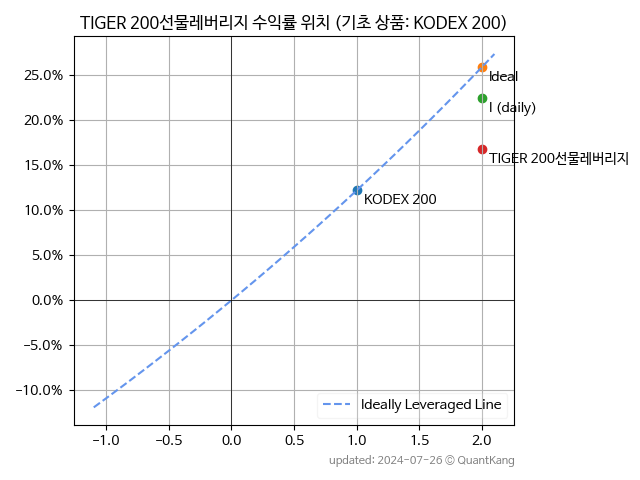 TIGER 200선물레버리지 수익률 위치 (기초 상품: KODEX 200)
25.0%
20.0%
15.0%
10.0%
5.0%
0.0%
−5.0%
−10.0%
Ideal
I (daily)
TIGER 200선물레버리지
KODEX 200
Ideally Leveraged Line
−1.0 −0.5 0.0 0.5 1.0 1.5 2.0
updated: 2024-07-26 © QuantKang